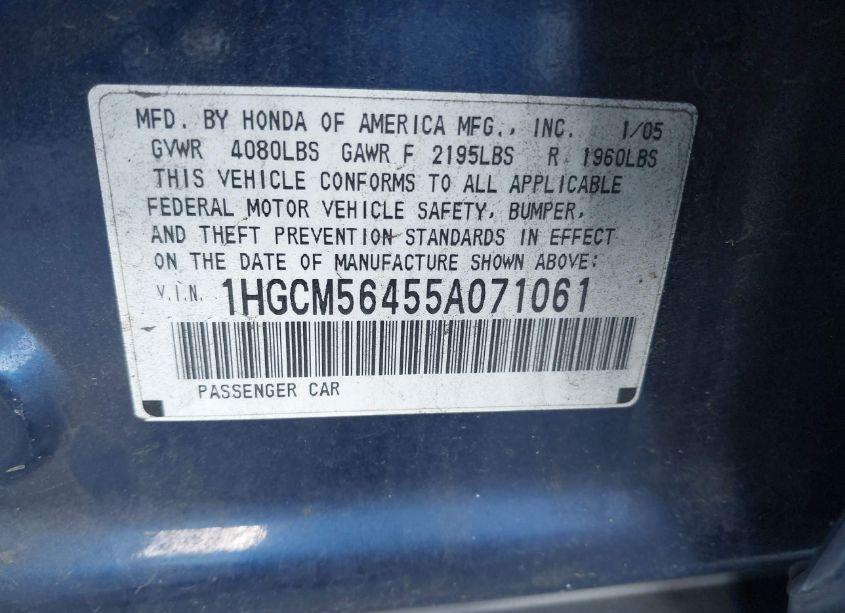 MFD. BY HONDA OF AMERICA MFG., INC. 1/05
GVWR 4080LBS GAWR F 2195LBS R 1960LBS
THIS VEHICLE CONFORMS TO ALL APPLICABLE
FEDERAL MOTOR VEHICLE SAFETY, BUMPER,
AND THEFT PREVENTION STANDARDS IN EFFECT
ON THE DATE OF MANUFACTURE SHOWN ABOVE:
V.I.N. 1HGCM56455A071061
PASSENGER CAR